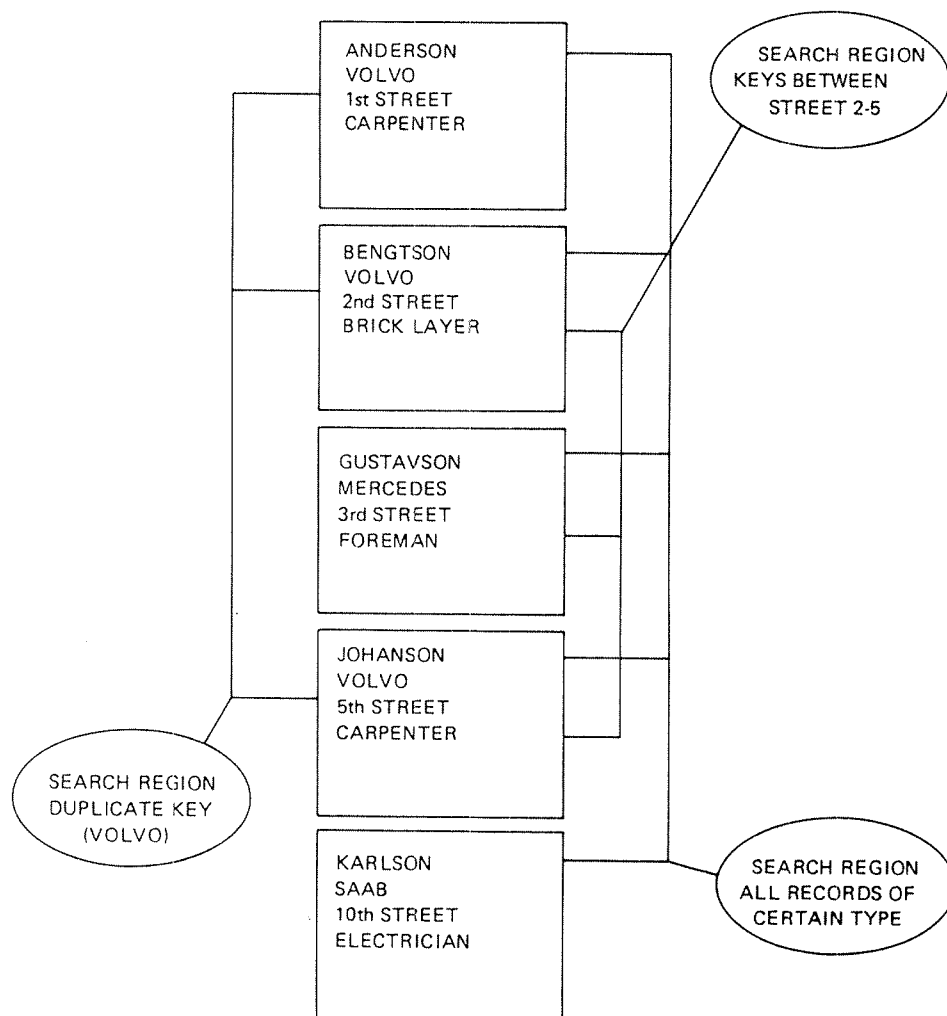 ANDERSON
VOLVO
1st STREET
CARPENTER
SEARCH REGION
KEYS BETWEEN
STREET 2-5
BENGTSON
VOLVO
2nd STREET
BRICK LAYER
GUSTAVSON
MERCEDES
3rd STREET
FOREMAN
JOHANSON
VOLVO
5th STREET
CARPENTER
SEARCH REGION
DUPLICATE KEY
(VOLVO)
KARLSON
SAAB
10th STREET
ELECTRICIAN
SEARCH REGION
ALL RECORDS OF
CERTAIN TYPE